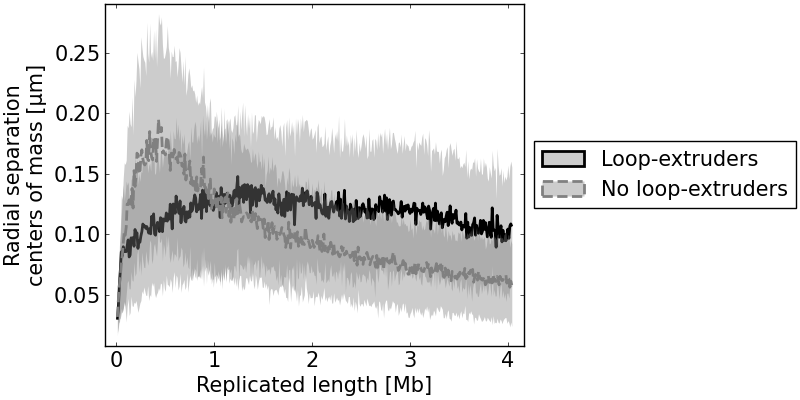 0.25
0.20
0.15
0.10
0.05
Radial separation
centers of mass [μm]
0
1
2
3
4
Replicated length [Mb]
Loop-extruders
No loop-extruders